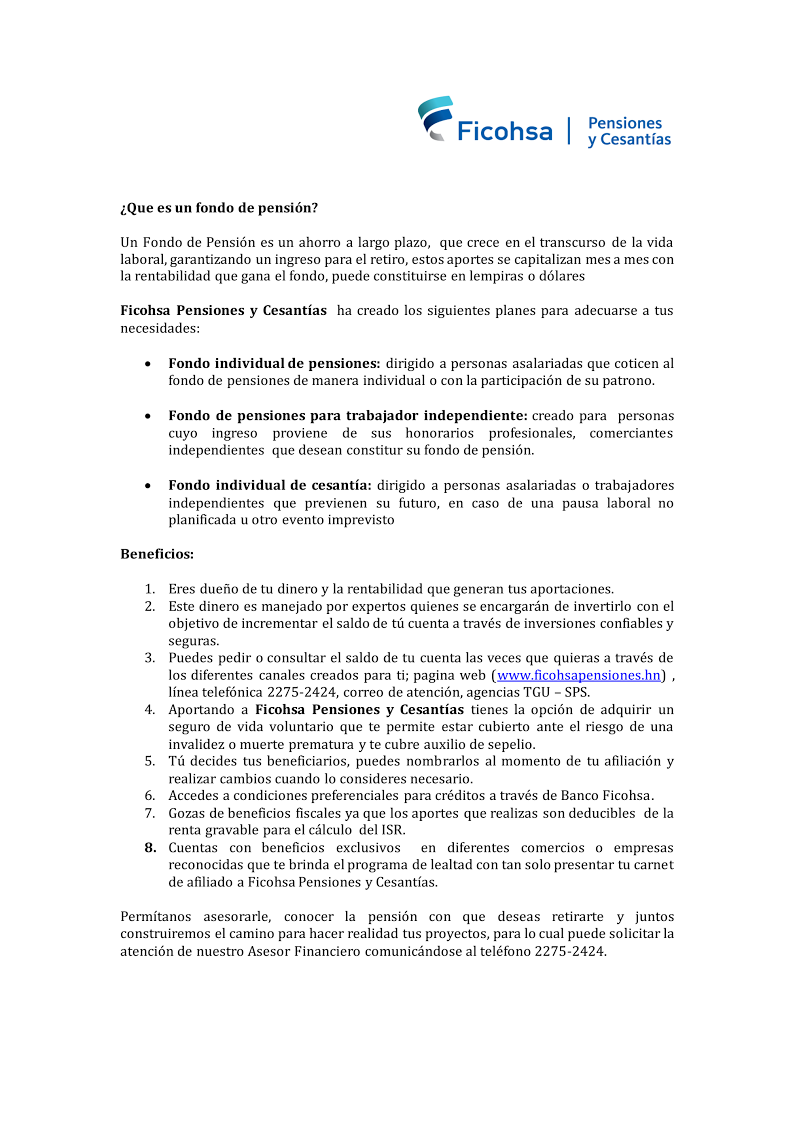 Ficohsa | Pensiones
y Cesantías
¿Que es un fondo de pensión?
Un Fondo de Pensión es un ahorro a largo plazo, que crece en el transcurso de la vida
laboral, garantizando un ingreso para el retiro, estos aportes se capitalizan mes a mes con
la rentabilidad que gana el fondo, puede constituirse en lempiras o dólares
Ficohsa Pensiones y Cesantías ha creado los siguientes planes para adecuarse a tus
necesidades:
• Fondo individual de pensiones: dirigido a personas asalariadas que coticen al
fondo de pensiones de manera individual o con la participación de su patrono.
• Fondo de pensiones para trabajador independiente: creado para personas
cuyo ingreso proviene de sus honorarios profesionales, comerciantes
independientes que desean constitur su fondo de pensión.
• Fondo individual de cesantía: dirigido a personas asalariadas o trabajadores
independientes que previenen su futuro, en caso de una pausa laboral no
planificada u otro evento imprevisto
Beneficios:
1. Eres dueño de tu dinero y la rentabilidad que generan tus aportaciones.
2. Este dinero es manejado por expertos quienes se encargarán de invertirlo con el
objetivo de incrementar el saldo de tú cuenta a través de inversiones confiables y
seguras.
3. Puedes pedir o consultar el saldo de tu cuenta las veces que quieras a través de
los diferentes canales creados para ti; pagina web (www.ficohsapensiones.hn) ,
línea telefónica 2275-2424, correo de atención, agencias TGU – SPS.
4. Aportando a Ficohsa Pensiones y Cesantías tienes la opción de adquirir un
seguro de vida voluntario que te permite estar cubierto ante el riesgo de una
invalidez o muerte prematura y te cubre auxilio de sepelio.
5. Tú decides tus beneficiarios, puedes nombrarlos al momento de tu afiliación y
realizar cambios cuando lo consideres necesario.
6. Accedes a condiciones preferenciales para créditos a través de Banco Ficohsa.
7. Gozas de beneficios fiscales ya que los aportes que realizas son deducibles de la
renta gravable para el cálculo del ISR.
8. Cuentas con beneficios exclusivos en diferentes comercios o empresas
reconocidas que te brinda el programa de lealtad con tan solo presentar tu carnet
de afiliado a Ficohsa Pensiones y Cesantías.
Permítanos asesorarle, conocer la pensión con que deseas retirarte y juntos
construiremos el camino para hacer realidad tus proyectos, para lo cual puede solicitar la
atención de nuestro Asesor Financiero comunicándose al teléfono 2275-2424.